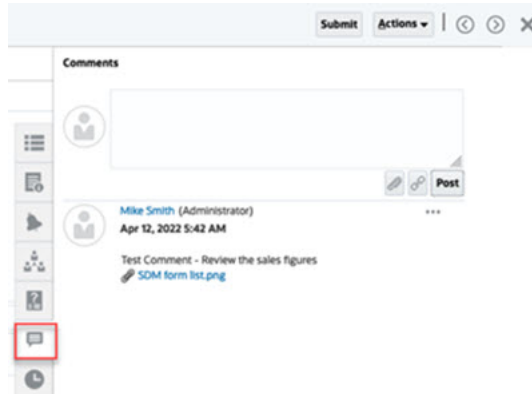 Submit Actions
Comments
Post
Mike Smith (Administrator)
Apr 12, 2022 5:42 AM
Test Comment - Review the sales figures
SDM form list.png